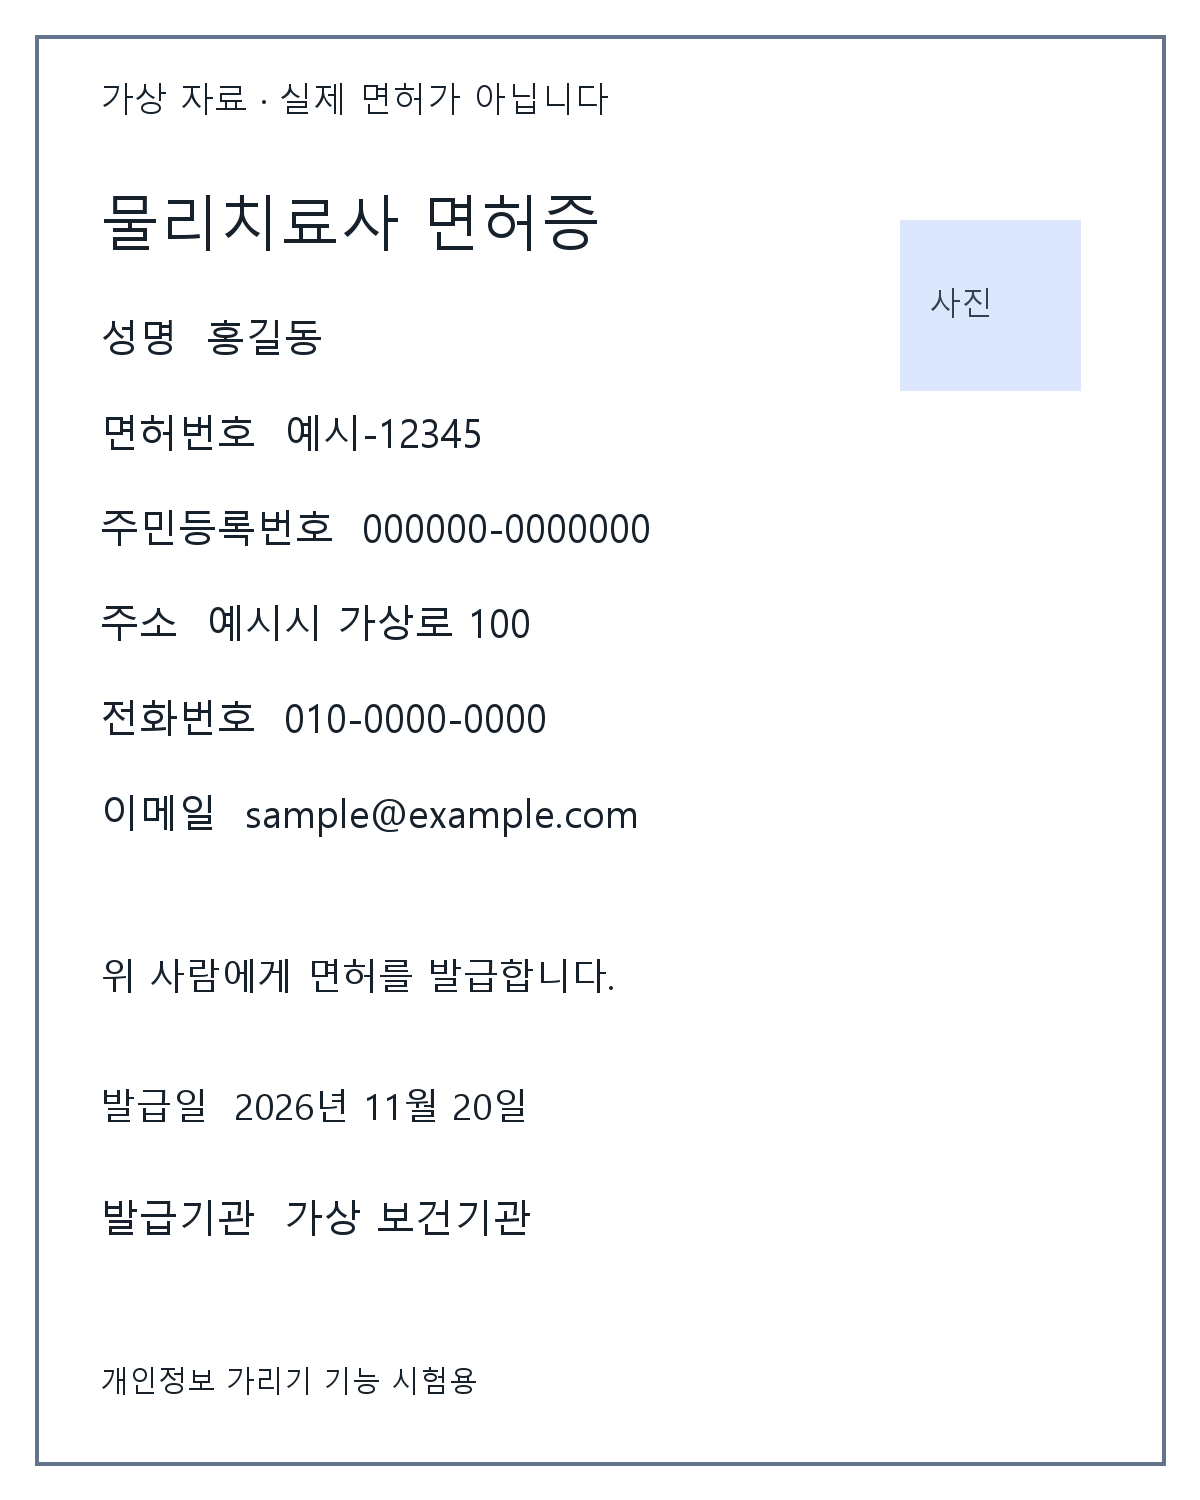 가상 자료 · 실제 면허가 아닙니다
물리치료사 면허증
사진
성명 홍길동
면허번호 예시-12345
주민등록번호 000000-0000000
주소 예시시 가상로 100
전화번호 010-0000-0000
이메일 sample@example.com
위 사람에게 면허를 발급합니다.
발급일 2026년 11월 20일
발급기관 가상 보건기관
개인정보 가리기 기능 시험용